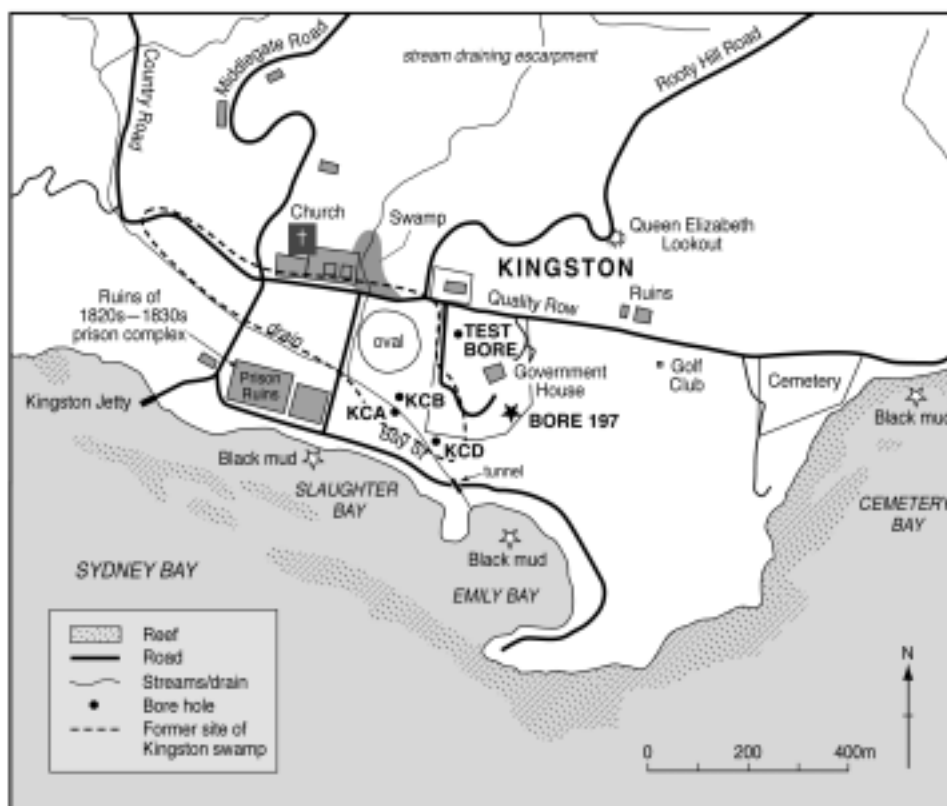 Country Road
Middlegate Road
stream draining escarpment
Rooty Hill Road
Church
Swamp
Queen Elizabeth
Lookout
KINGSTON
Ruins of
1820s—1830s
prison complex
Quality Row
Ruins
drain
oval
TEST
BORE
Government
House
Golf
Club
Cemetery
Prison
Ruins
Kingston Jetty
KCB
KCA
BORE 197
Black mud
KCD
Black mud
tunnel
SLAUGHTER
BAY
CEMETERY
BAY
Black mud
SYDNEY BAY
EMILY BAY
Reef
Road
Streams/drain
Bore hole
Former site of
Kingston swamp
N
0 200 400m